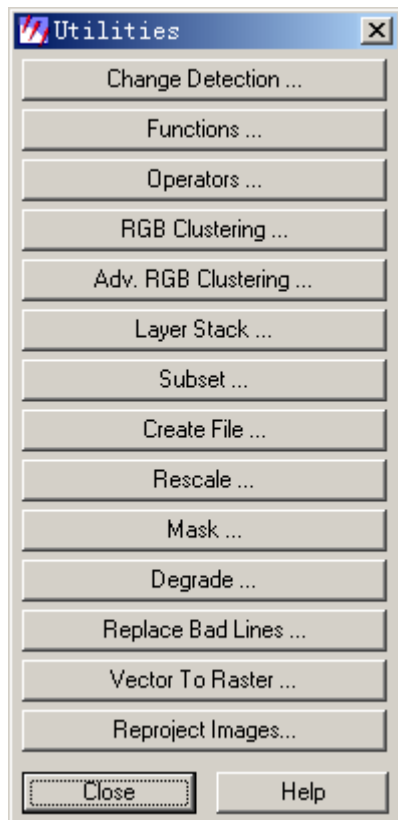 Utilities
Change Detection ...
Functions ...
Operators ...
RGB Clustering ...
Adv. RGB Clustering ...
Layer Stack ...
Subset ...
Create File ...
Rescale ...
Mask ...
Degrade ...
Replace Bad Lines ...
Vector To Raster ...
Reproject Images...
Close Help